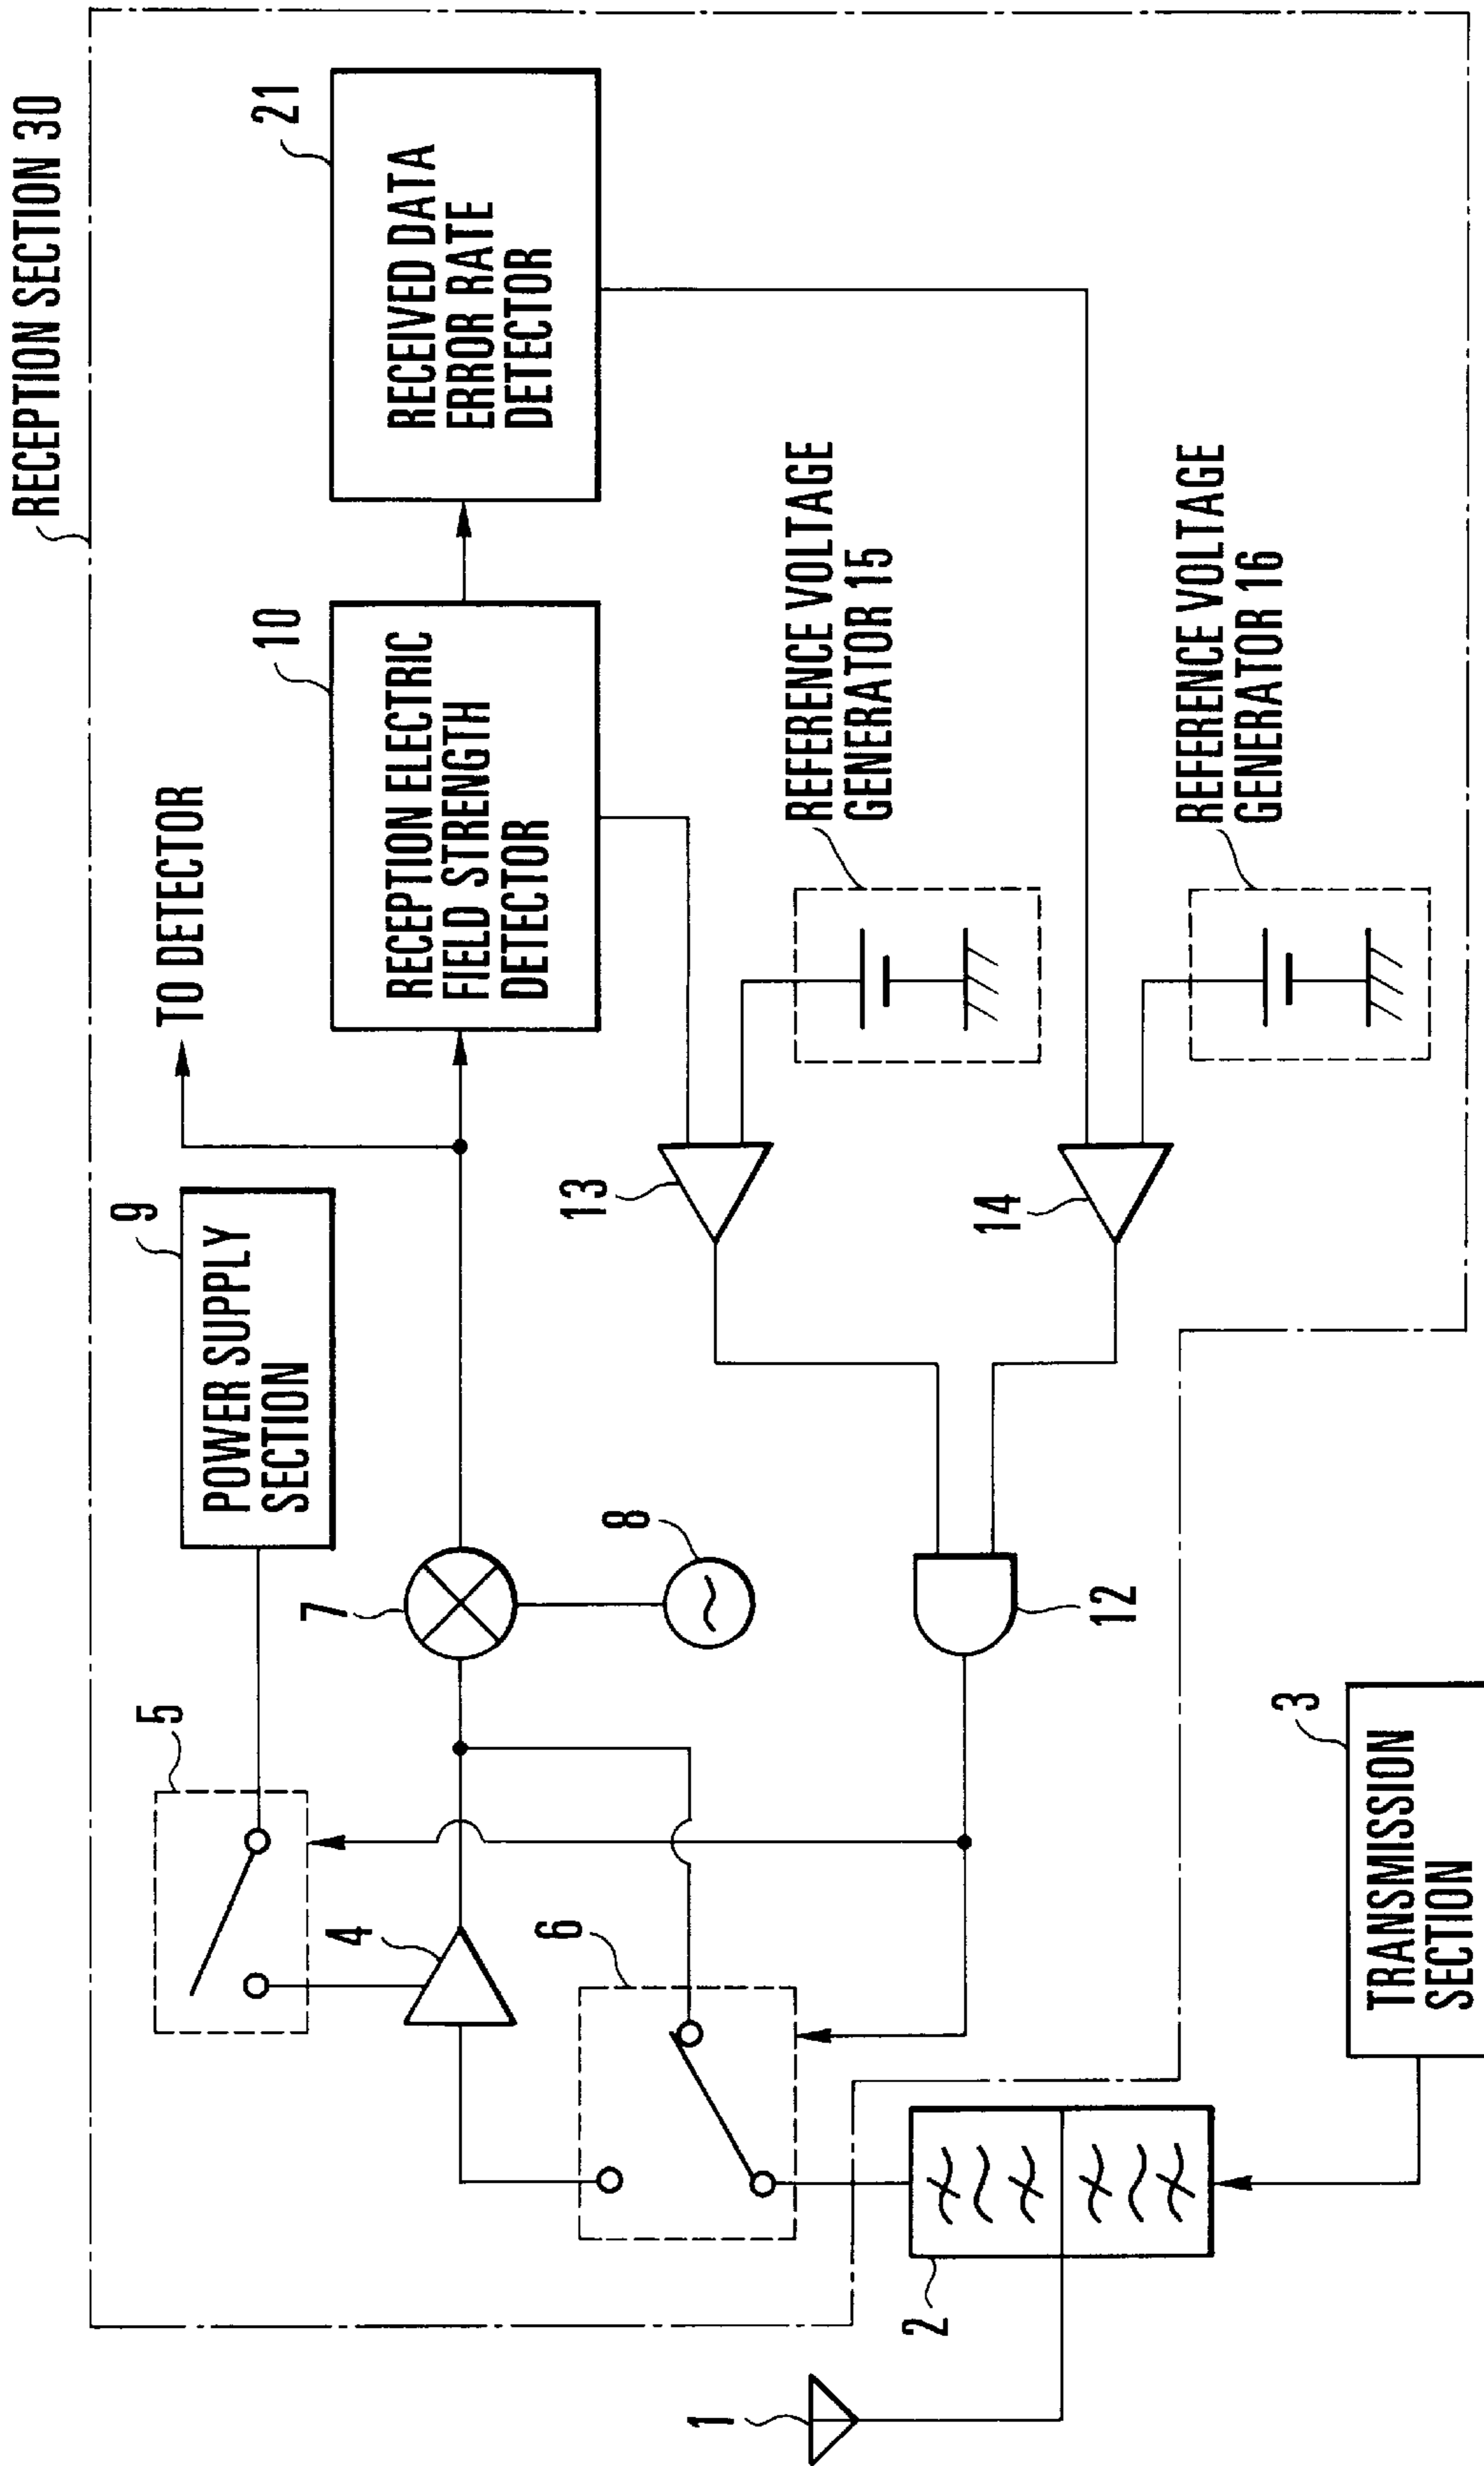 RECEPTION SECTION 30
TO DETECTOR
9
POWER SUPPLY
SECTION
5
10
RECEPTION ELECTRIC
FIELD STRENGTH
DETECTOR
21
RECEIVED DATA
ERROR RATE
DETECTOR
7
4
8
6
13
REFERENCE VOLTAGE
GENERATOR 15
14
12
REFERENCE VOLTAGE
GENERATOR 16
1
2
3
TRANSMISSION
SECTION